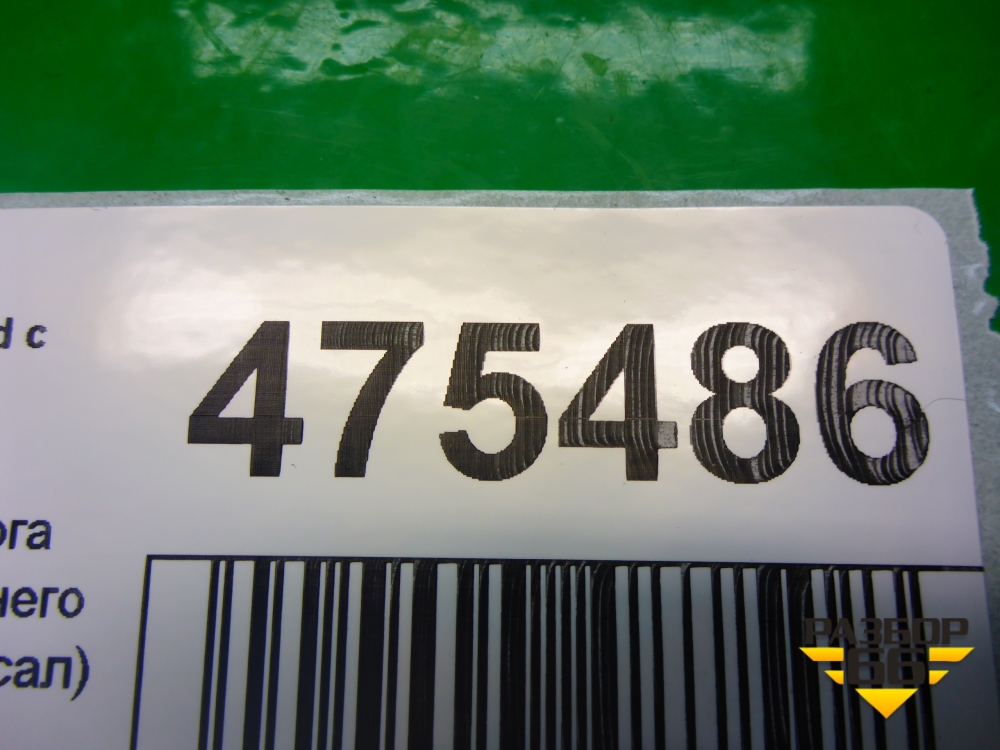 d c
475486
ога
него
сал)
РАЗБОР
66